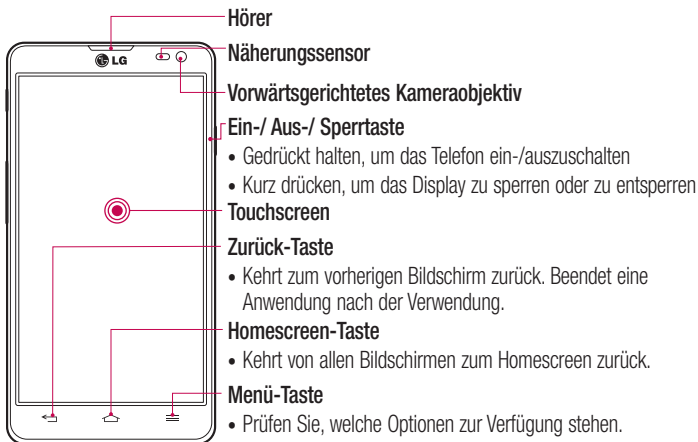 Hörer
LG
Näherungssensor
Vorwärtsgerichtetes Kameraobjektiv
Ein-/ Aus-/ Sperrtaste
• Gedrückt halten, um das Telefon ein-/auszuschalten
• Kurz drücken, um das Display zu sperren oder zu entsperren
Touchscreen
Zurück-Taste
• Kehrt zum vorherigen Bildschirm zurück. Beendet eine
Anwendung nach der Verwendung.
Homescreen-Taste
• Kehrt von allen Bildschirmen zum Homescreen zurück.
Menü-Taste
• Prüfen Sie, welche Optionen zur Verfügung stehen.